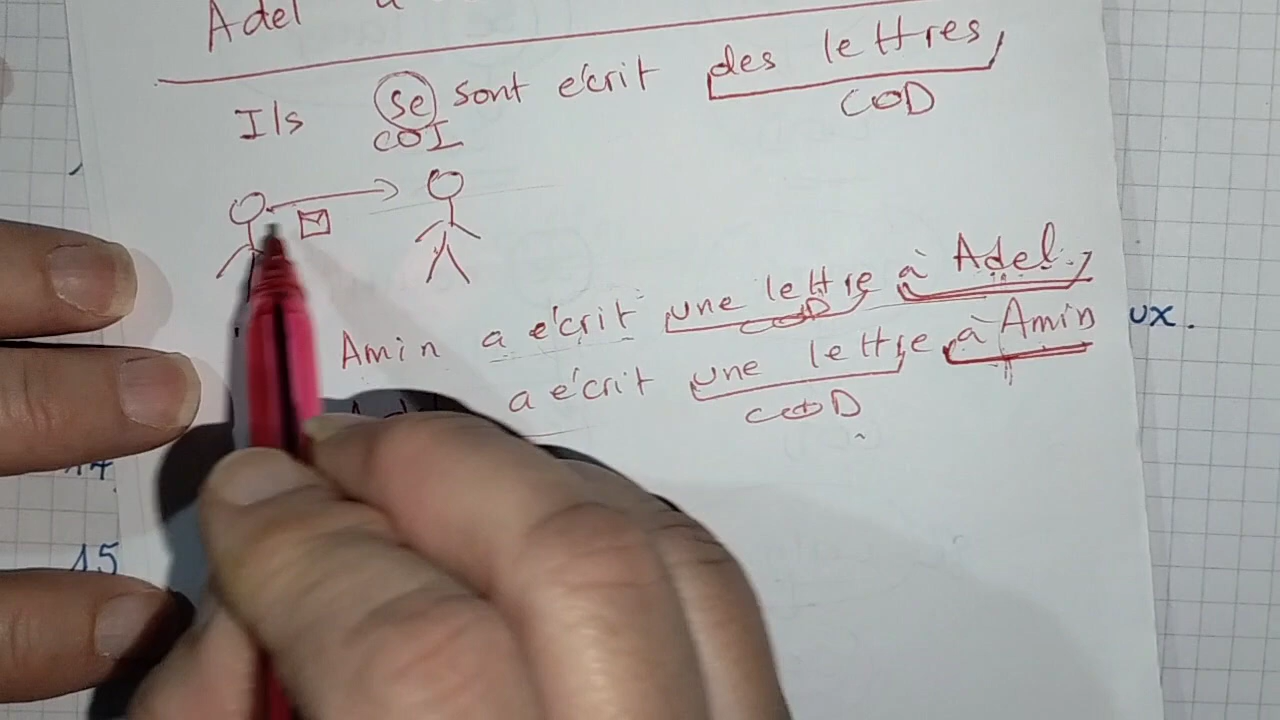 Adel
Ils se sont écrit des lettres,
COI
COD
Amin a écrit une lettre à Adel,
COD
a écrit une lettre à Amin
COD
ux.
15